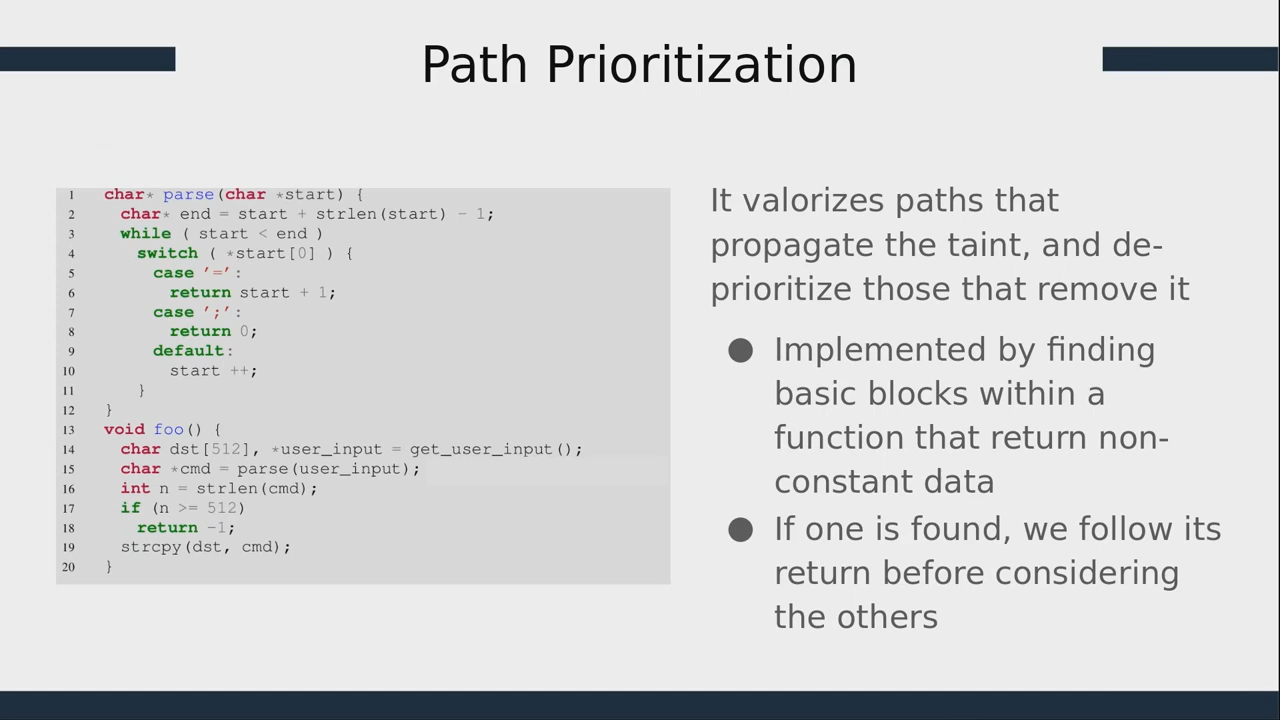 Path Prioritization
1 char* parse(char *start) {
2 char* end = start + strlen(start) - 1;
3 while ( start < end )
4 switch ( *start[0] ) {
5 case '=':
6 return start + 1;
7 case ';':
8 return 0;
9 default:
10 start ++;
11 }
12 }
13 void foo() {
14 char dst[512], *user_input = get_user_input();
15 char *cmd = parse(user_input);
16 int n = strlen(cmd);
17 if (n >= 512)
18 return -1;
19 strcpy(dst, cmd);
20 }
It valorizes paths that
propagate the taint, and de-
prioritize those that remove it
● Implemented by finding
basic blocks within a
function that return non-
constant data
● If one is found, we follow its
return before considering
the others